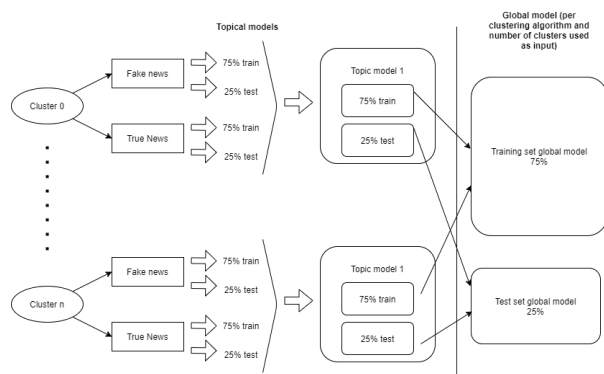 Topical models
Global model (per
clustering algorithm and
number of clusters used
as input)
Cluster 0
Fake news
75% train
25% test
True News
75% train
25% test
Topic model 1
75% train
25% test
Training set global model
75%
Cluster n
Fake news
75% train
25% test
True News
75% train
25% test
Topic model 1
75% train
25% test
Test set global model
25%